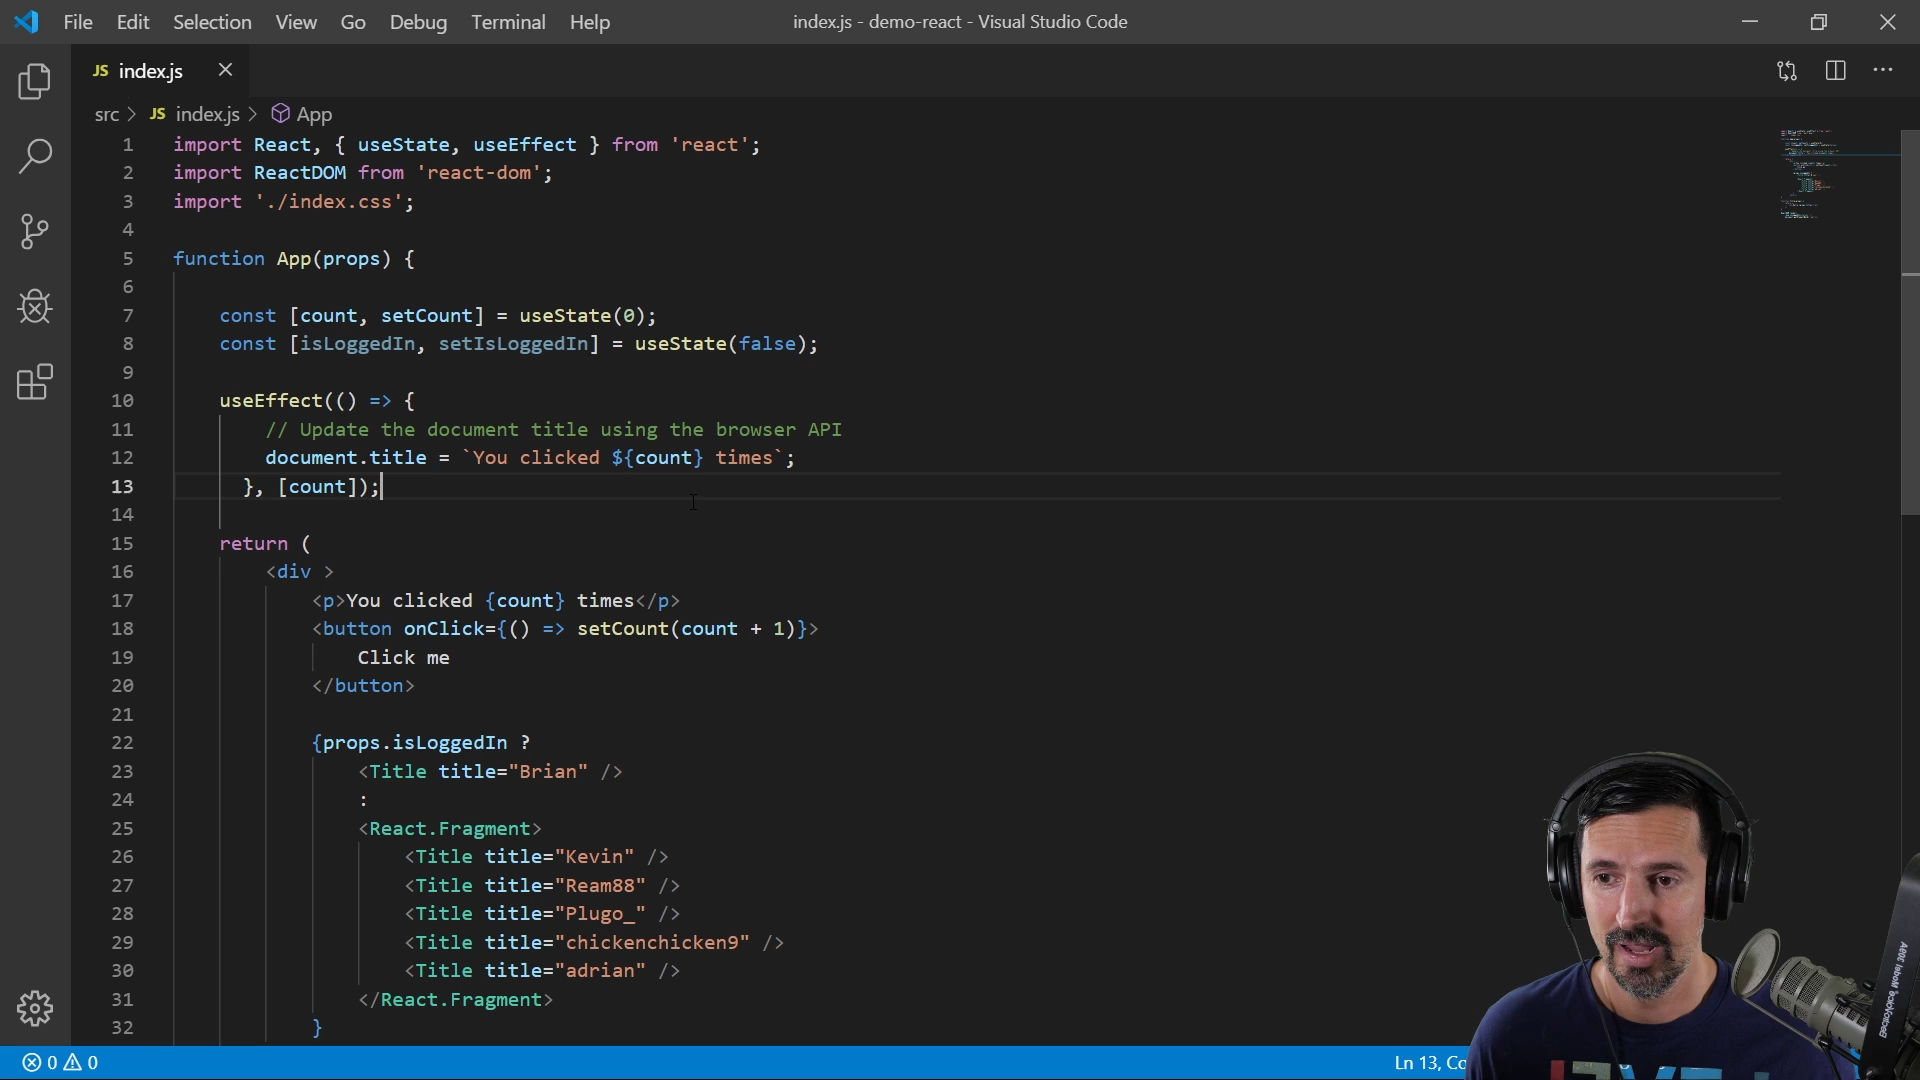 File Edit Selection View Go Debug Terminal Help
index.js - demo-react - Visual Studio Code
JS index.js
src > JS index.js > App
1 import React, { useState, useEffect } from 'react';
2 import ReactDOM from 'react-dom';
3 import './index.css';
4
5 function App(props) {
6
7 const [count, setCount] = useState(0);
8 const [isLoggedIn, setIsLoggedIn] = useState(false);
9
10 useEffect(() => {
11 // Update the document title using the browser API
12 document.title = `You clicked ${count} times`;
13 }, [count]);
14
15 return (
16 <div >
17 <p>You clicked {count} times</p>
18 <button onClick={() => setCount(count + 1)}>
19 Click me
20 </button>
21
22 {props.isLoggedIn ?
23 <Title title="Brian" />
24 :
25 <React.Fragment>
26 <Title title="Kevin" />
27 <Title title="Ream88" />
28 <Title title="Plugo_" />
29 <Title title="chickenchicken9" />
30 <Title title="adrian" />
31 </React.Fragment>
32 }
0 0
Ln 13, Co
ElectroVoice Model 309A